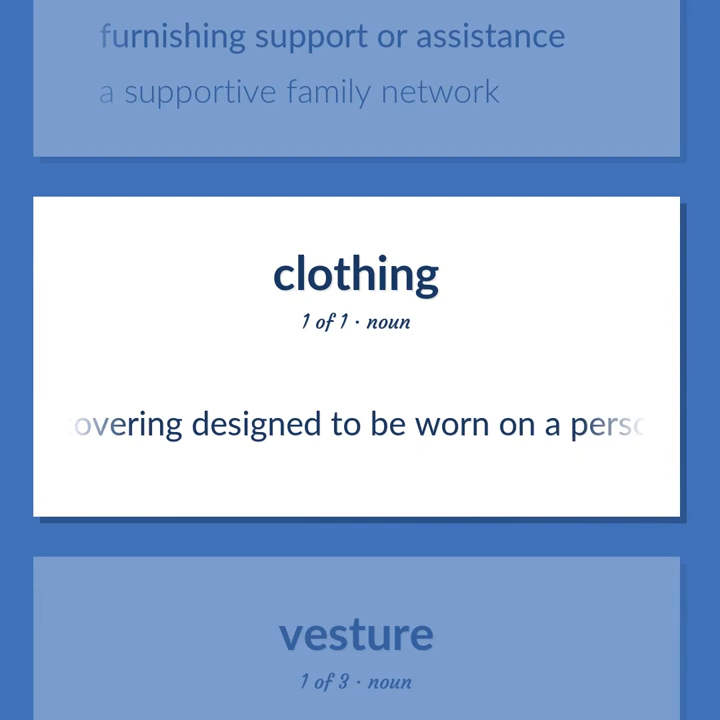 furnishing support or assistance
a supportive family network
clothing
1 of 1 · noun
overing designed to be worn on a perso
vesture
1 of 3 · noun